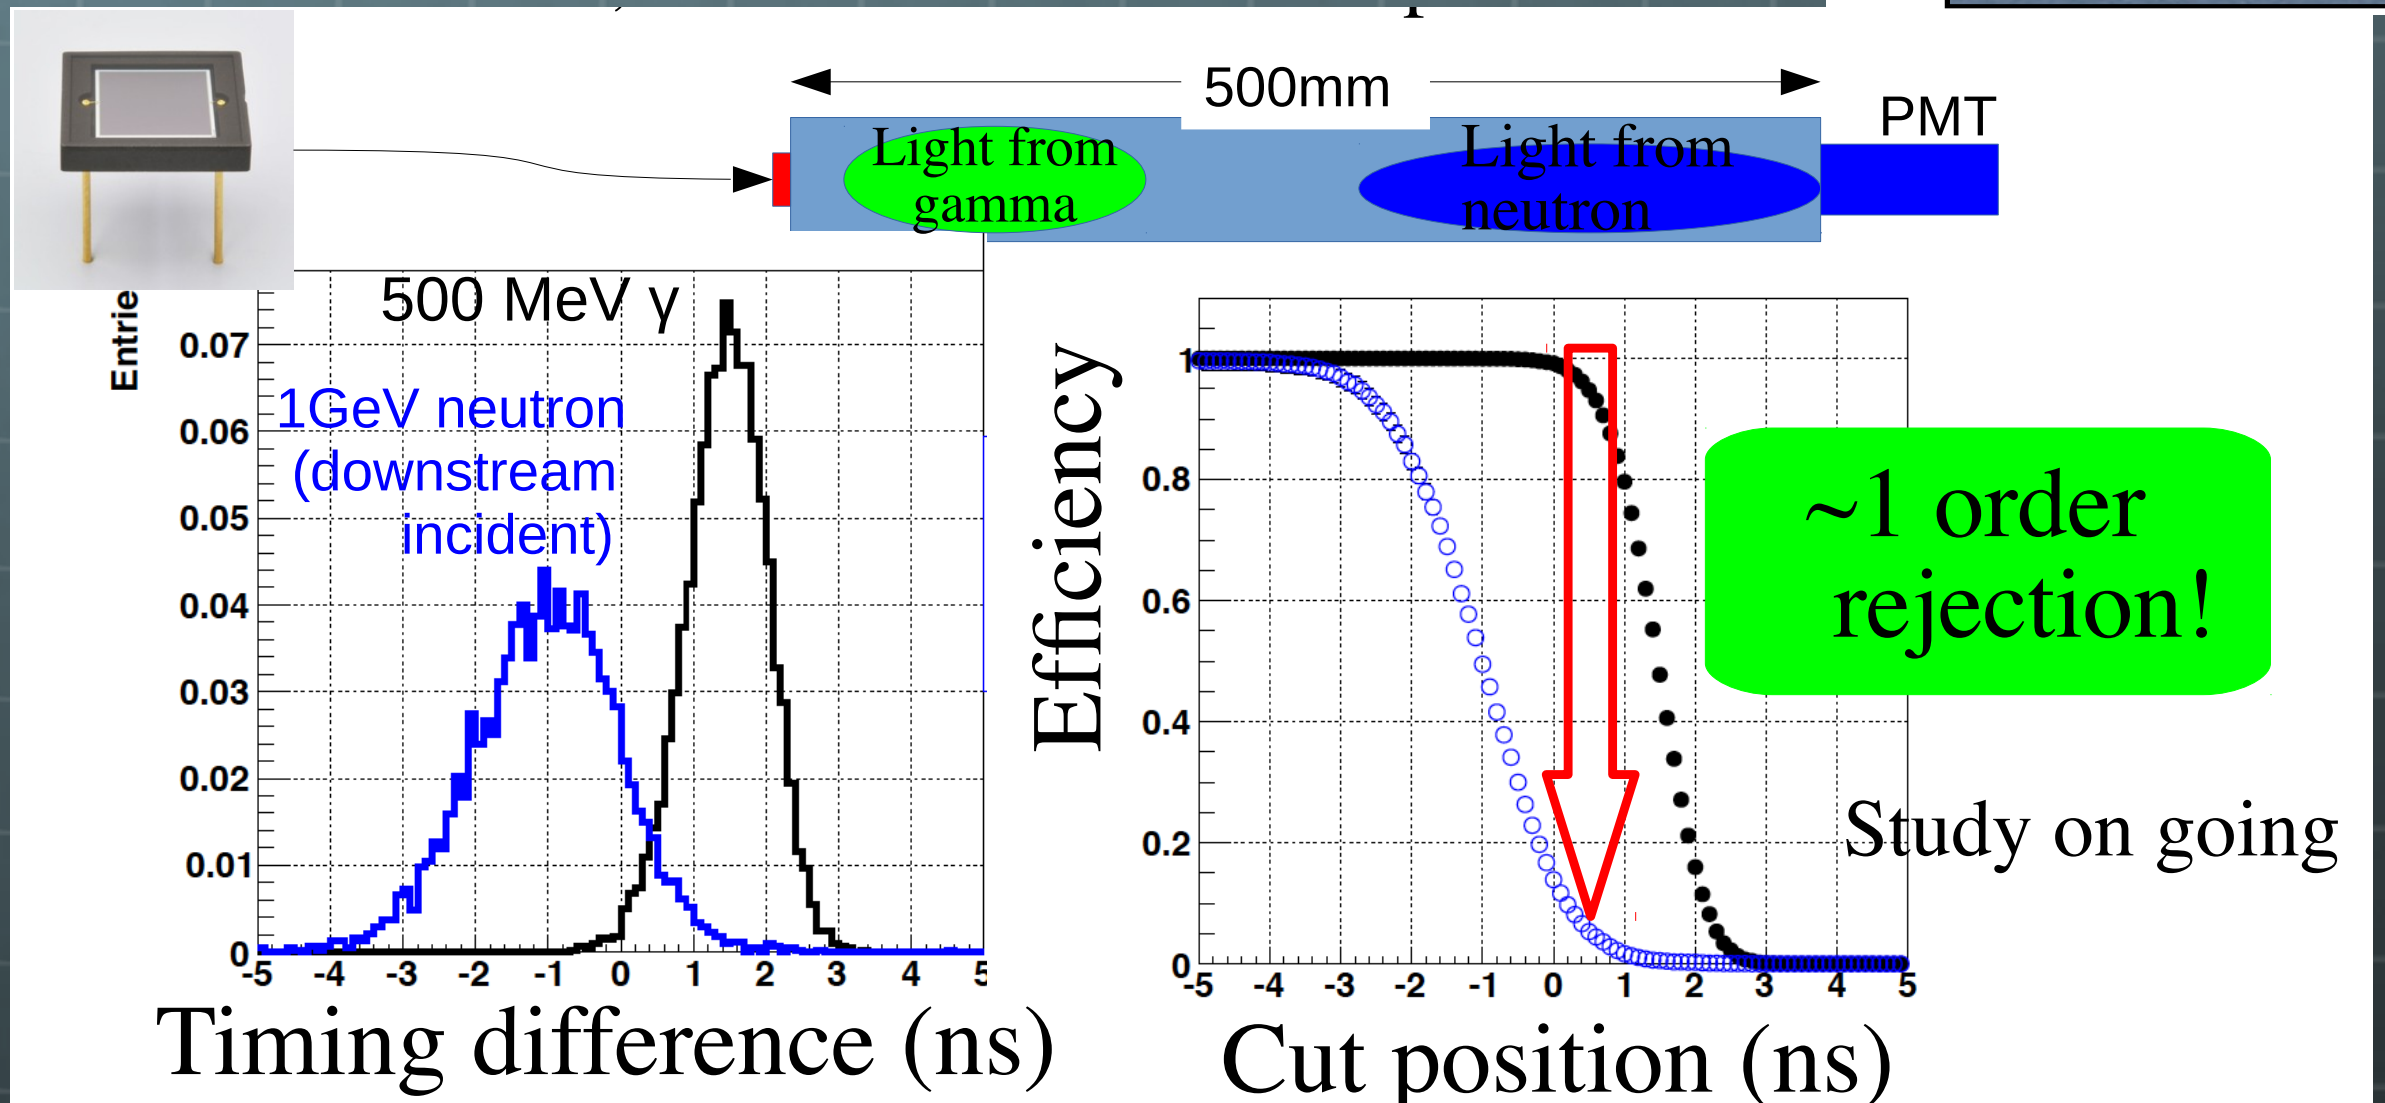 500mm
PMT
Light from
gamma
Light from
neutron
500 MeV γ
1GeV neutron
(downstream
incident)
Entrie
0.07
0.06
0.05
0.04
0.03
0.02
0.01
0
-5 -4 -3 -2 -1 0 1 2 3 4 5
Timing difference (ns)
Efficiency
1
0.8
0.6
0.4
0.2
0
-5 -4 -3 -2 -1 0 1 2 3 4 5
Cut position (ns)
~1 order
rejection!
Study on going